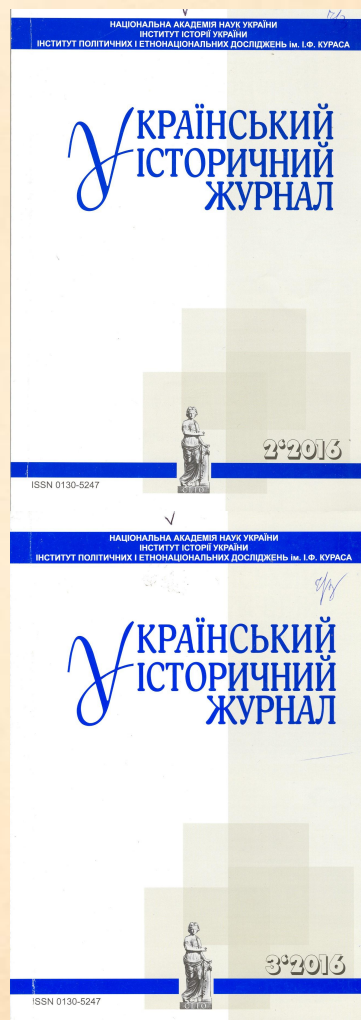 НАЦІОНАЛЬНА АКАДЕМІЯ НАУК УКРАЇНИ
ІНСТИТУТ ІСТОРІЇ УКРАЇНИ
ІНСТИТУТ ПОЛІТИЧНИХ І ЕТНОНАЦІОНАЛЬНИХ ДОСЛІДЖЕНЬ ім. І.Ф. КУРАСА
УКРАЇНСЬКИЙ
ІСТОРИЧНИЙ
ЖУРНАЛ
2'2016
ISSN 0130-5247
НАЦІОНАЛЬНА АКАДЕМІЯ НАУК УКРАЇНИ
ІНСТИТУТ ІСТОРІЇ УКРАЇНИ
ІНСТИТУТ ПОЛІТИЧНИХ І ЕТНОНАЦІОНАЛЬНИХ ДОСЛІДЖЕНЬ ім. І.Ф. КУРАСА
УКРАЇНСЬКИЙ
ІСТОРИЧНИЙ
ЖУРНАЛ
3'2016
ISSN 0130-5247